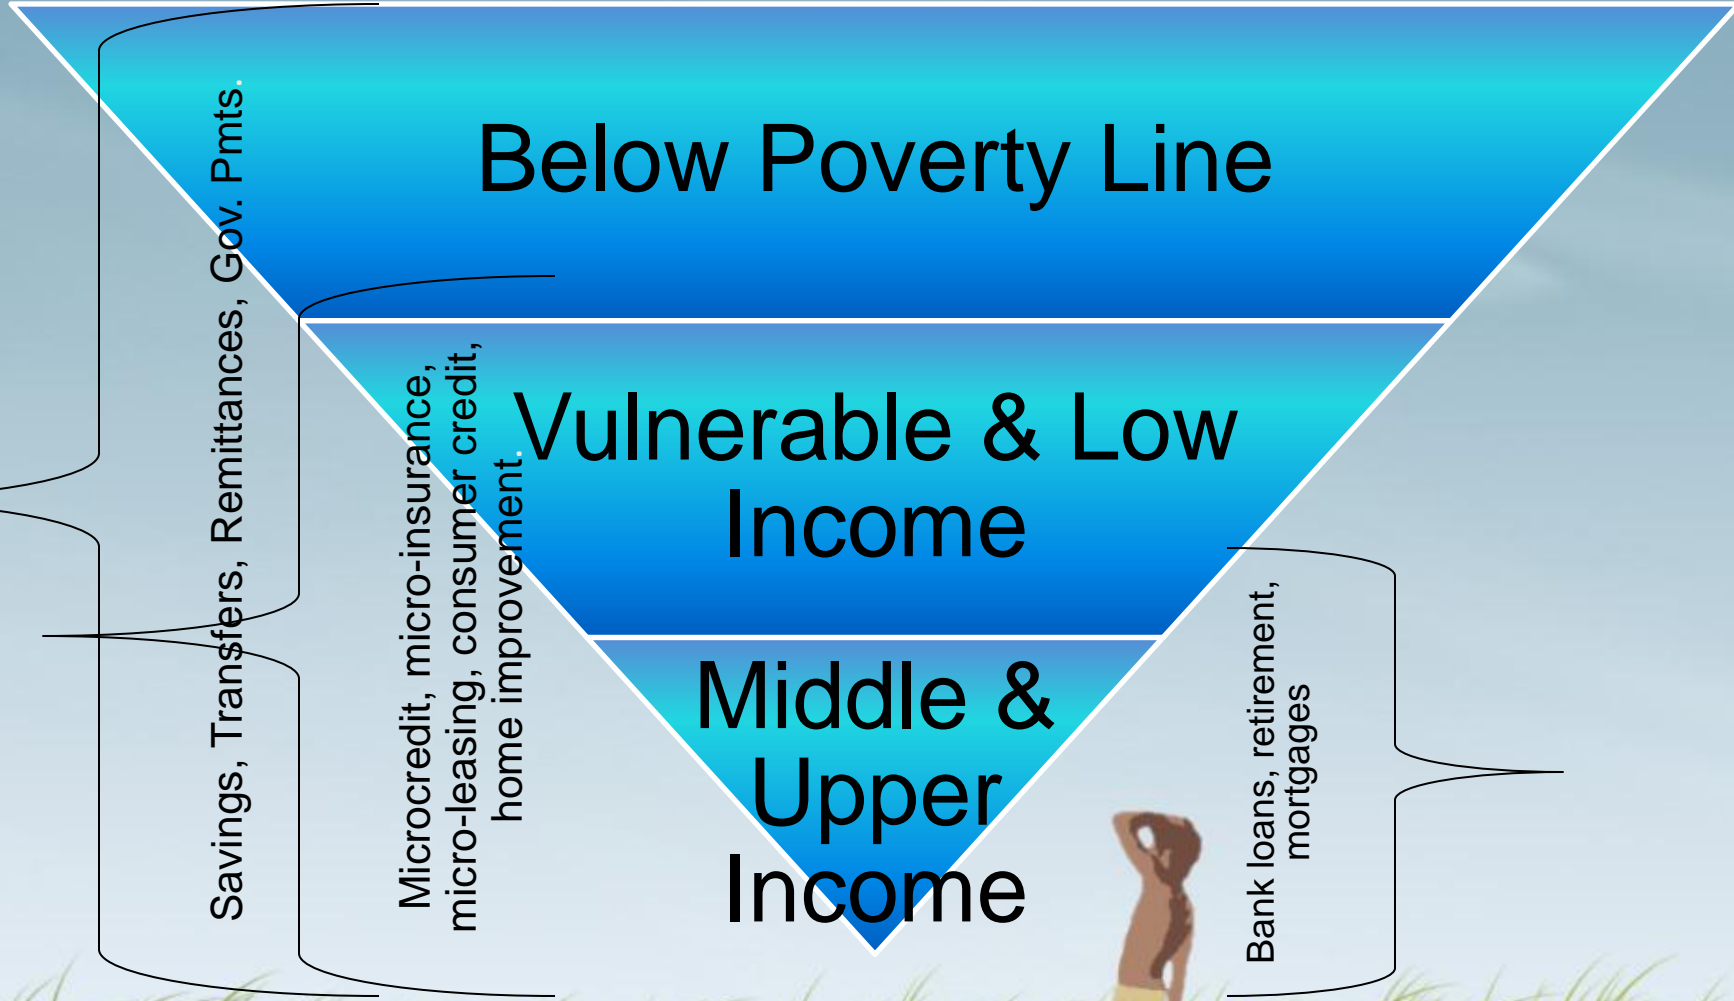 Below Poverty Line
Vulnerable & Low
Income
Middle &
Upper
Income
Savings, Transfers, Remittances, Gov. Pmts.
Microcredit, micro-insurance,
micro-leasing, consumer credit,
home improvement.
Bank loans, retirement,
mortgages